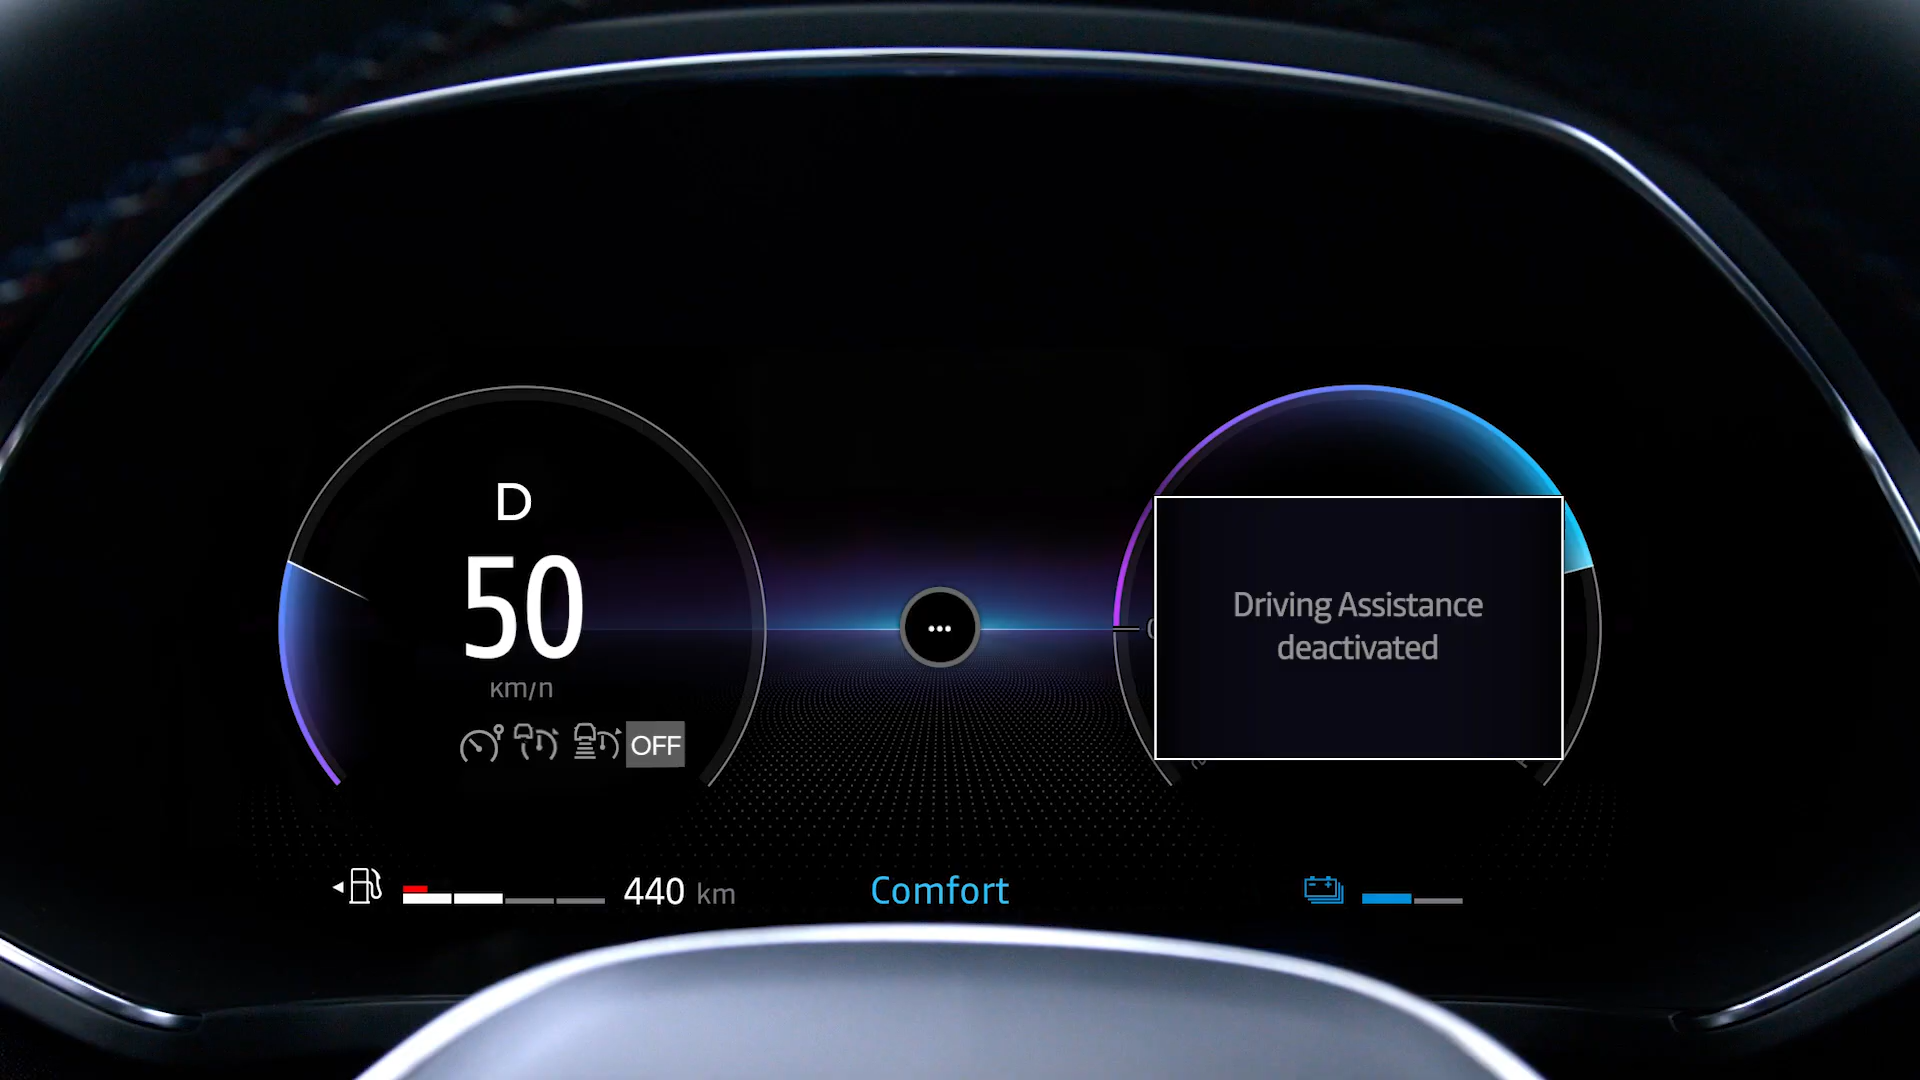 D
50
km/h
OFF
Driving Assistance
deactivated
440 km
Comfort